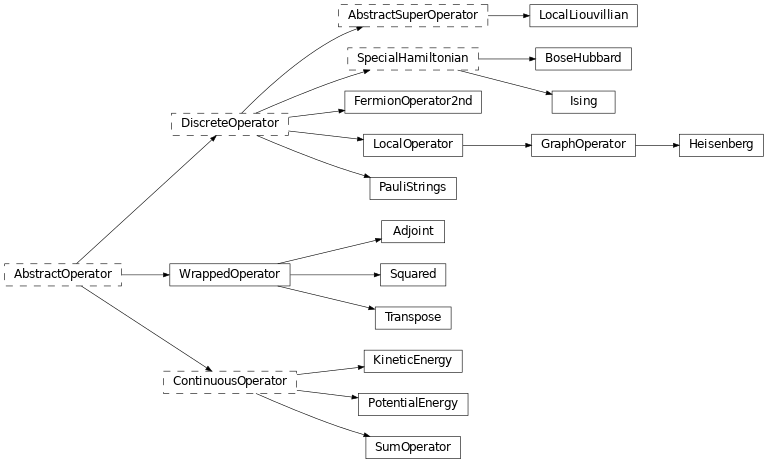 AbstractSuperOperator
LocalLiouvillian
SpecialHamiltonian
BoseHubbard
FermionOperator2nd
Ising
DiscreteOperator
LocalOperator
GraphOperator
Heisenberg
PauliStrings
Adjoint
AbstractOperator
WrappedOperator
Squared
Transpose
KineticEnergy
ContinuousOperator
PotentialEnergy
SumOperator